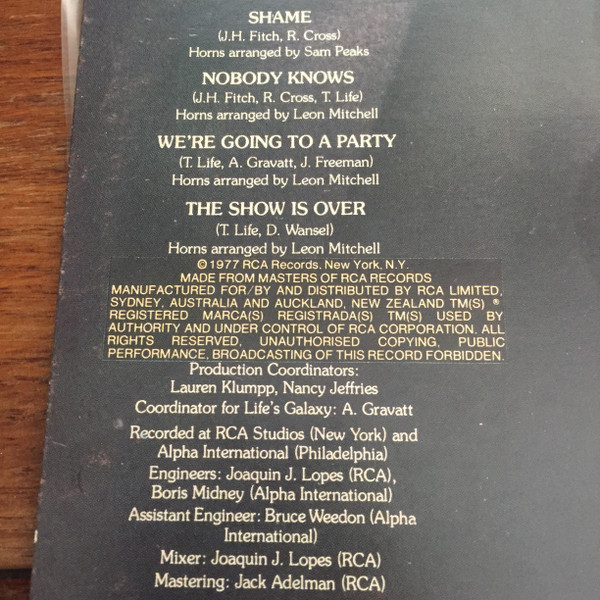 SHAME
(J.H. Fitch, R. Cross)
Horns arranged by Sam Peaks
NOBODY KNOWS
(J.H. Fitch, R. Cross, T. Life)
Horns arranged by Leon Mitchell
WE'RE GOING TO A PARTY
(T. Life, A. Gravatt, J. Freeman)
Horns arranged by Leon Mitchell
THE SHOW IS OVER
(T. Life, D. Wansel)
Horns arranged by Leon Mitchell
©1977 RCA Records, New York, N.Y.
MADE FROM MASTERS OF RCA RECORDS
MANUFACTURED FOR/BY AND DISTRIBUTED BY RCA LIMITED,
SYDNEY, AUSTRALIA AND AUCKLAND, NEW ZEALAND TM(S) ®
REGISTERED MARCA(S) REGISTRADA(S) TM(S) USED BY
AUTHORITY AND UNDER CONTROL OF RCA CORPORATION. ALL
RIGHTS RESERVED, UNAUTHORISED COPYING, PUBLIC
PERFORMANCE, BROADCASTING OF THIS RECORD FORBIDDEN.
Production Coordinators:
Lauren Klumpp, Nancy Jeffries
Coordinator for Life's Galaxy: A. Gravatt
Recorded at RCA Studios (New York) and
Alpha International (Philadelphia)
Engineers: Joaquin J. Lopes (RCA),
Boris Midney (Alpha International)
Assistant Engineer: Bruce Weedon (Alpha
International)
Mixer: Joaquin J. Lopes (RCA)
Mastering: Jack Adelman (RCA)